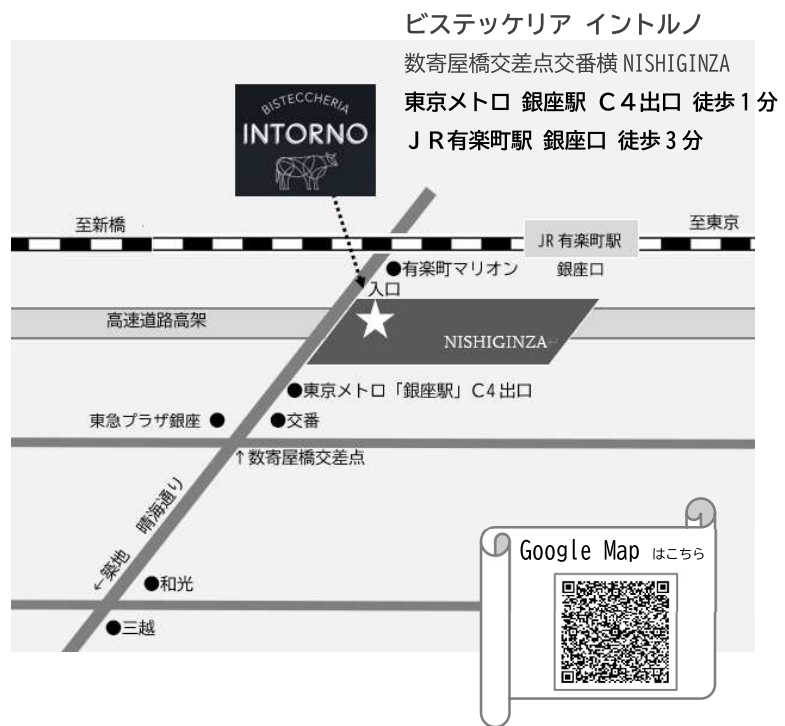 ビステッケリア イントルノ
数寄屋橋交差点交番横 NISHIGINZA
東京メトロ 銀座駅 Ｃ４出口 徒歩１分
ＪＲ有楽町駅 銀座口 徒歩３分
BISTECCHERIA
INTORNO
至新橋
至東京
JR 有楽町駅
銀座口
●有楽町マリオン
入口
高速道路高架
NISHIGINZA
●東京メトロ「銀座駅」C4 出口
東急プラザ銀座 ●
●交番
↑数寄屋橋交差点
晴海通り
←築地
●和光
●三越
Google Map はこちら